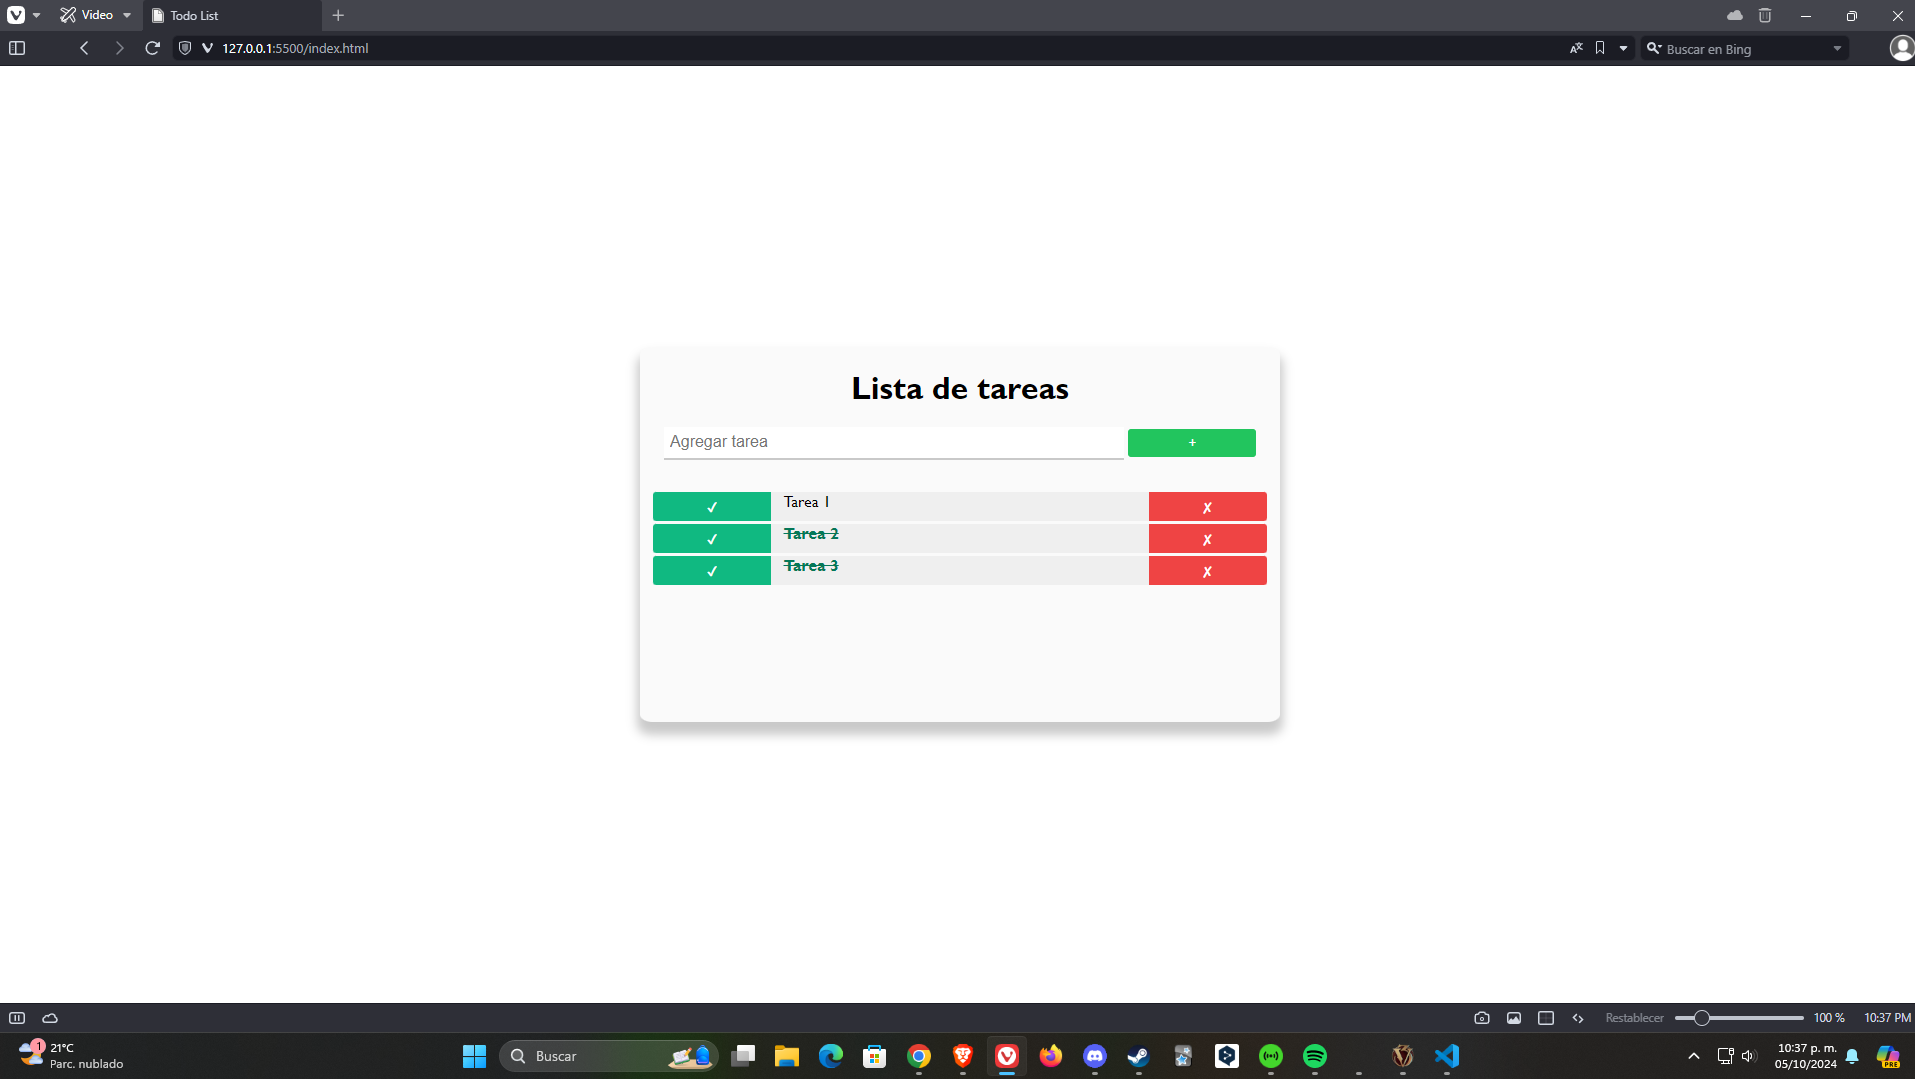 Video
Todo List
127.0.0.1:5500/index.html
Buscar en Bing
Lista de tareas
Agregar tarea
+
✓ Tarea 1 ✗
✓ Tarea 2 ✗
✓ Tarea 3 ✗
Restablecer 100 % 10:37 PM
1
21°C
Parc. nublado
Buscar
10:37 p. m.
05/10/2024
PRE